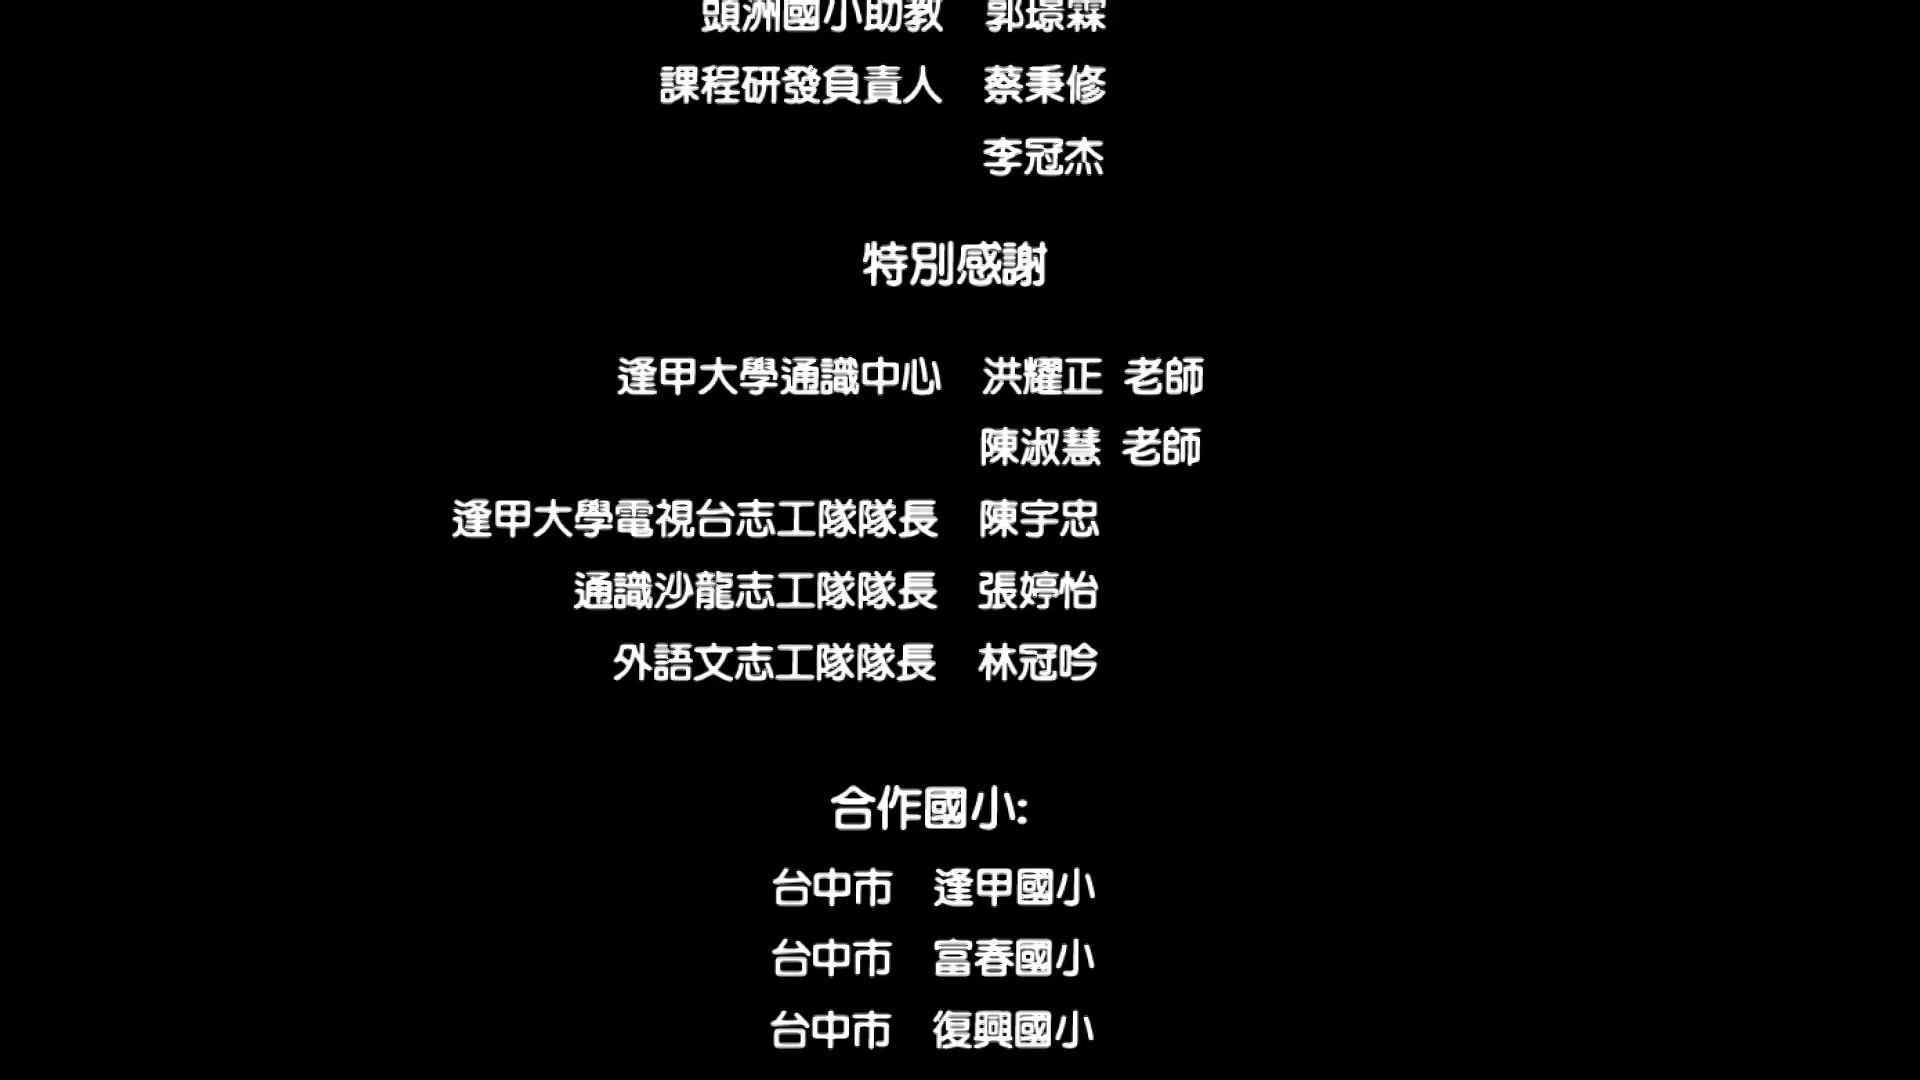 頭洲國小助教 郭璟霖
課程研發負責人 蔡秉修
李冠杰
特別感謝
逢甲大學通識中心 洪耀正 老師
陳淑慧 老師
逢甲大學電視台志工隊隊長 陳宇忠
通識沙龍志工隊隊長 張婷怡
外語文志工隊隊長 林冠吟
合作國小:
台中市 逢甲國小
台中市 富春國小
台中市 復興國小